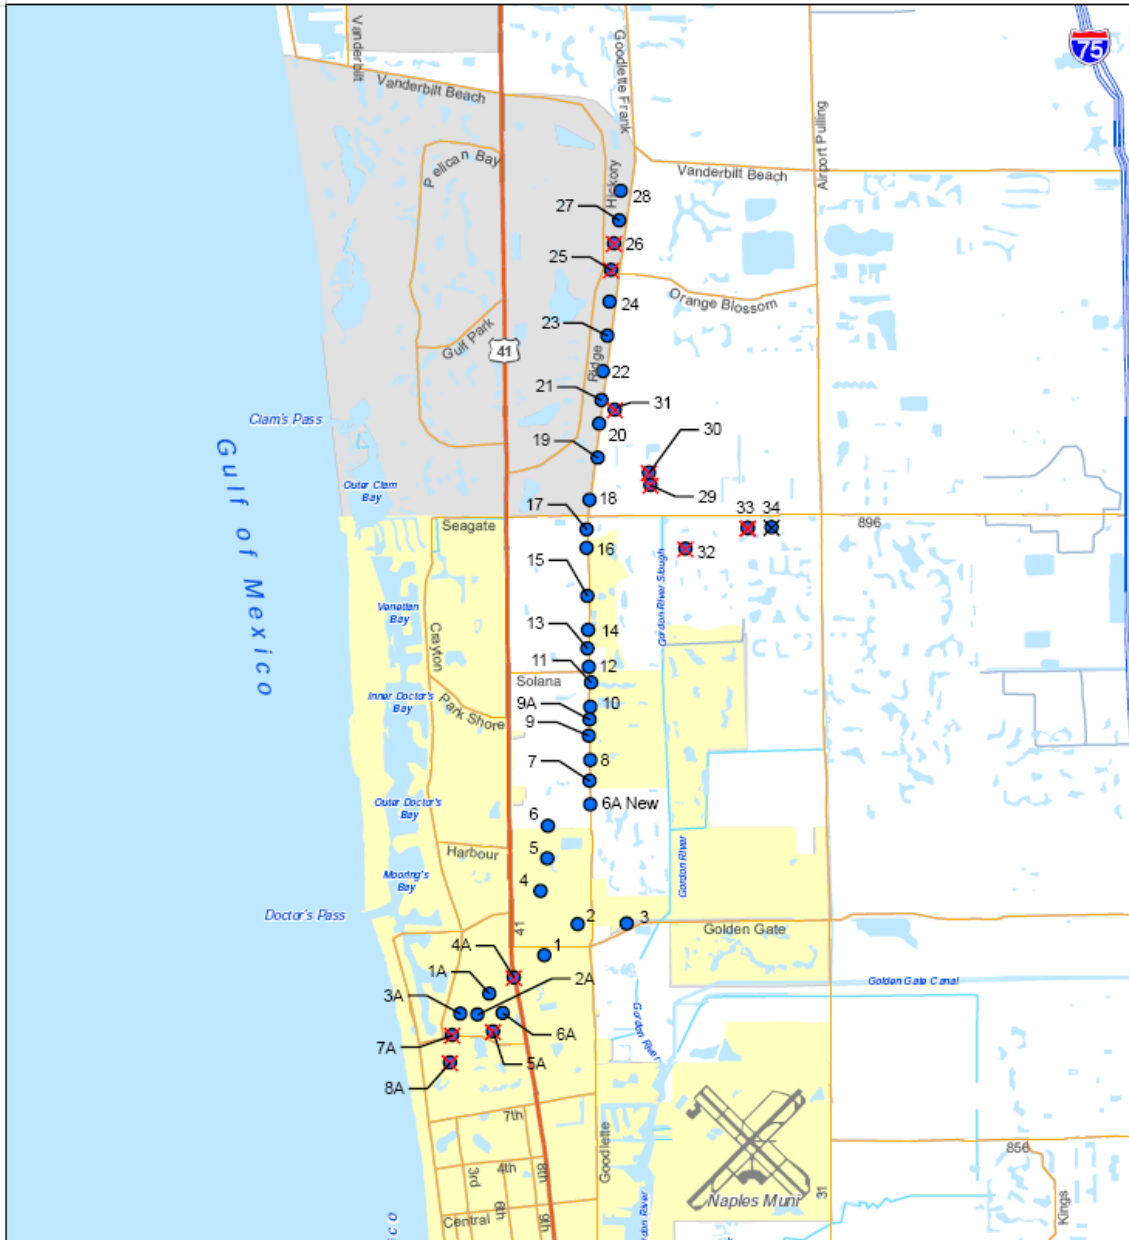 Vanderbilt
Goodlette Frank
75
Vanderbilt Beach
Airport Pulling
Pelican Bay
Hickory
Vanderbilt Beach
28
27
26
25
24
Orange Blossom
23
Gulf Park
41
Ridge
22
21
31
Clam's Pass
20
30
19
Gulf of Mexico
Outer Clam
Bay
29
18
17
33
34
Seagate
896
16
32
15
Gordon River Slough
Venetian
Bay
14
Crayton
13
12
11
Solana
Inner Doctor's
Bay
Park Shore
10
9A
9
8
7
Outer Doctor's
Bay
6A New
6
Harbour
5
Gordon River
Mooring's
Bay
4
Doctor's Pass
2
3
41
Golden Gate
4A
1
1A
2A
Golden Gate Canal
3A
6A
Gordon River
7A
5A
8A
7th
Goodlette
856
4th
3rd
8th
6th
9th
31
Naples Muni
Kings
Central
rdon River
ICO